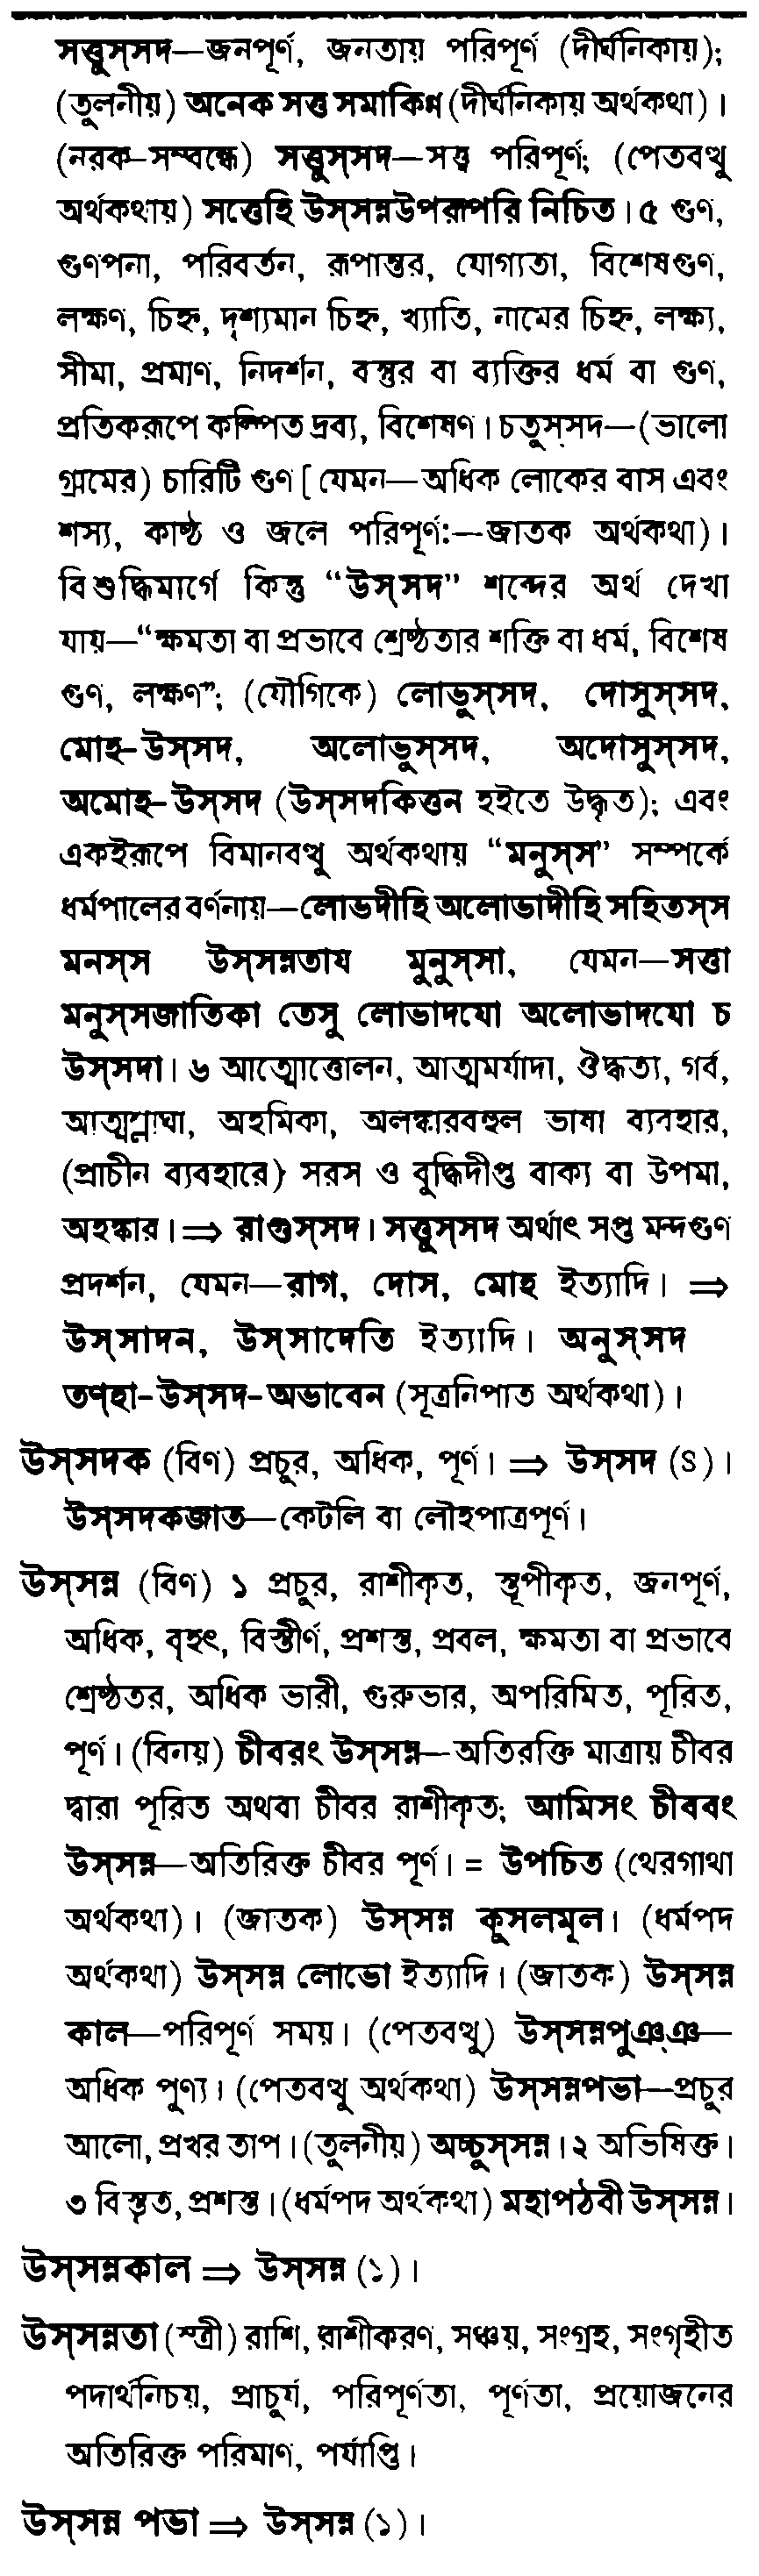 সত্তুস্সদ—জনপূর্ণ, জনতায় পরিপূর্ণ (দীর্ঘনিকায়);
(তুলনীয়) অনেক সত্ত সমাকিন্ন (দীর্ঘনিকায় অর্থকথা)।
(নরক-সম্বন্ধে) সত্তুস্সদ—সত্ত্ব পরিপূর্ণ; (পেতবত্থু
অর্থকথায়) সত্তেহি উস্সন্নউপরূপরি নিচিত। ৫ গুণ,
গুণপনা, পরিবর্তন, রূপান্তর, যোগ্যতা, বিশেষগুণ,
লক্ষণ, চিহ্ন, দৃশ্যমান চিহ্ন, খ্যাতি, নামের চিহ্ন, লক্ষ্য,
সীমা, প্রমাণ, নিদর্শন, বস্তুর বা ব্যক্তির ধর্ম বা গুণ,
প্রতিকরূপে কল্পিত দ্রব্য, বিশেষণ। চতুস্সদ—(ভালো
গ্রামের) চারিটি গুণ [ যেমন—অধিক লোকের বাস এবং
শস্য, কাষ্ঠ ও জলে পরিপূর্ণ:—জাতক অর্থকথা)।
বিশুদ্ধিমার্গে কিন্তু “উস্সদ” শব্দের অর্থ দেখা
যায়—“ক্ষমতা বা প্রভাবে শ্রেষ্ঠতার শক্তি বা ধর্ম, বিশেষ
গুণ, লক্ষণ”; (যৌগিকে) লোভুস্সদ, দোসুস্সদ,
মোহ-উস্সদ, অলোভুস্সদ, অদোসুস্সদ,
অমোহ-উস্সদ (উস্সদকিত্তন হইতে উদ্ধৃত); এবং
একইরূপে বিমানবত্থু অর্থকথায় “মনুস্স” সম্পর্কে
ধর্মপালের বর্ণনায়—লোভদীহি অলোভাদীহি সহিতস্স
মনস্স উস্সন্নতায মুনুস্সা, যেমন—সত্তা
মনুস্সজাতিকা তেসু লোভাদযো অলোভাদযো চ
উস্সদা। ৬ আত্মোত্তোলন, আত্মমর্যাদা, ঔদ্ধত্য, গর্ব,
আত্মশ্লাঘা, অহমিকা, অলঙ্কারবহুল ভাষা ব্যবহার,
(প্রাচীন ব্যবহারে) সরস ও বুদ্ধিদীপ্ত বাক্য বা উপমা,
অহঙ্কার। ⇒ রাগুস্সদ। সত্তুস্সদ অর্থাৎ সপ্ত মন্দগুণ
প্রদর্শন, যেমন—রাগ, দোস, মোহ ইত্যাদি। ⇒
উস্সাদন, উস্সাদেতি ইত্যাদি। অনুস্সদ
তণ্হা-উস্সদ-অভাবেন (সূত্রনিপাত অর্থকথা)।
উস্সদক (বিণ) প্রচুর, অধিক, পূর্ণ। ⇒ উস্সদ (S)।
উস্সদকজাত—কেটলি বা লৌহপাত্রপূর্ণ।
উস্সন্ন (বিণ) ১ প্রচুর, রাশীকৃত, স্তূপীকৃত, জনপূর্ণ,
অধিক, বৃহৎ, বিস্তীর্ণ, প্রশস্ত, প্রবল, ক্ষমতা বা প্রভাবে
শ্রেষ্ঠতর, অধিক ভারী, গুরুভার, অপরিমিত, পূরিত,
পূর্ণ। (বিনয়) চীবরং উস্সন্ন—অতিরক্তি মাত্রায় চীবর
দ্বারা পূরিত অথবা চীবর রাশীকৃত; আমিসং চীববং
উস্সন্ন—অতিরিক্ত চীবর পূর্ণ। = উপচিত (থেরগাথা
অর্থকথা)। (জাতক) উস্সন্ন কুসলমূল। (ধর্মপদ
অর্থকথা) উস্সন্ন লোভো ইত্যাদি। (জাতক) উস্সন্ন
কাল—পরিপূর্ণ সময়। (পেতবত্থু) উস্সন্নপুঞ্ঞ—
অধিক পুণ্য। (পেতবত্থু অর্থকথা) উস্সন্নপভা—প্রচুর
আলো, প্রখর তাপ। (তুলনীয়) অচ্চুস্সন্ন। ২ অভিষিক্ত।
৩ বিস্তৃত, প্রশস্ত। (ধর্মপদ অর্থকথা) মহাপঠবী উস্সন্ন।
উস্সন্নকাল ⇒ উস্সন্ন (১)।
উস্সন্নতা (স্ত্রী) রাশি, রাশীকরণ, সঞ্চয়, সংগ্রহ, সংগৃহীত
পদার্থনিচয়, প্রাচুর্য, পরিপূর্ণতা, পূর্ণতা, প্রয়োজনের
অতিরিক্ত পরিমাণ, পর্যাপ্তি।
উস্সন্ন পভা ⇒ উস্সন্ন (১)।